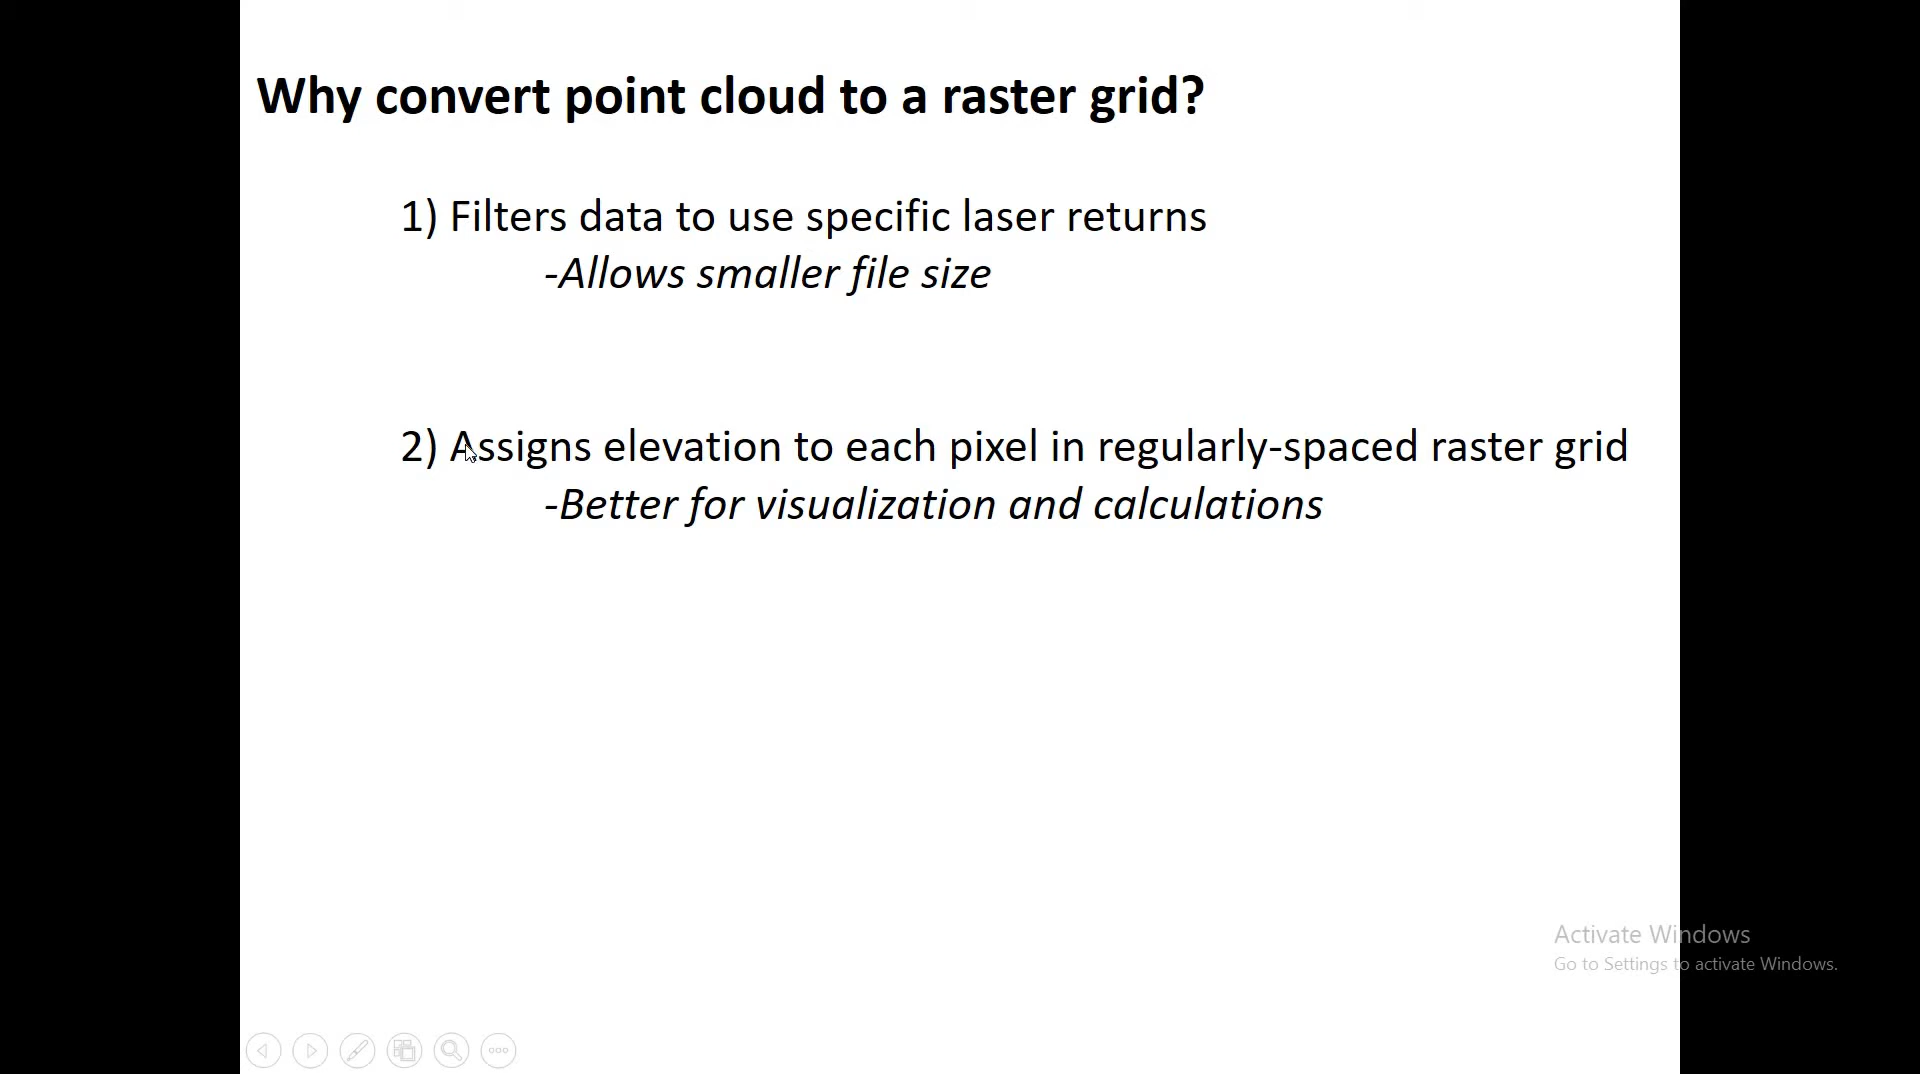 Why convert point cloud to a raster grid?
1) Filters data to use specific laser returns
-Allows smaller file size
2) Assigns elevation to each pixel in regularly-spaced raster grid
-Better for visualization and calculations
Activate Windows
Go to Settings to activate Windows.